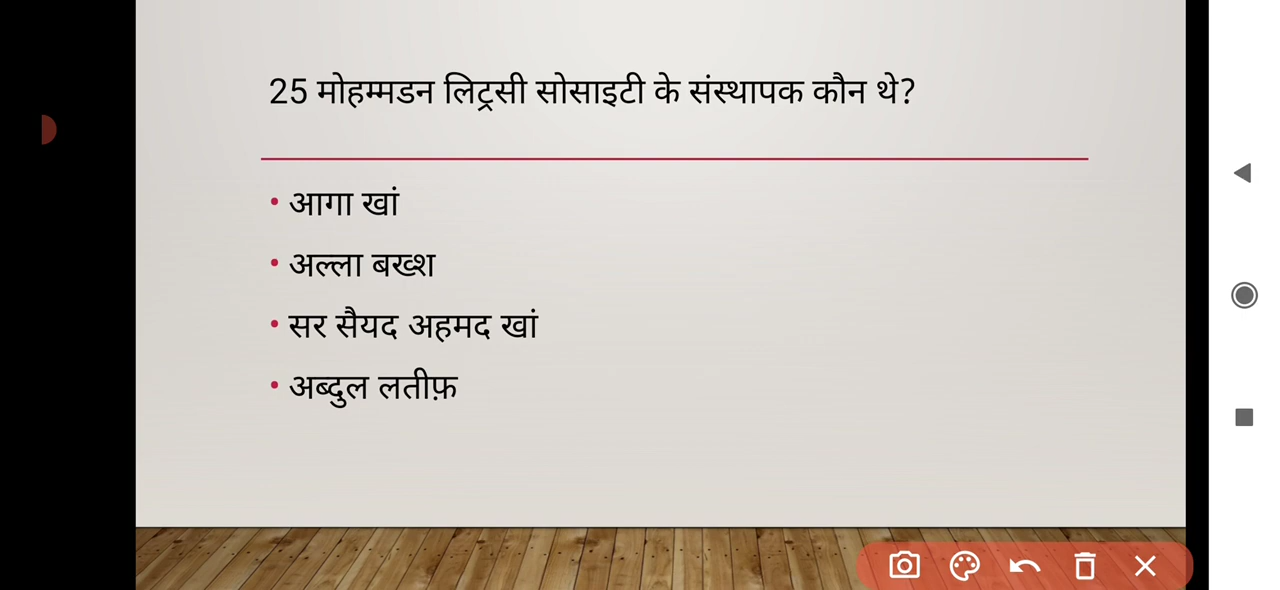 25 मोहम्मडन लिट्रसी सोसाइटी के संस्थापक कौन थे?
• आगा खां
• अल्ला बख्श
• सर सैयद अहमद खां
• अब्दुल लतीफ़